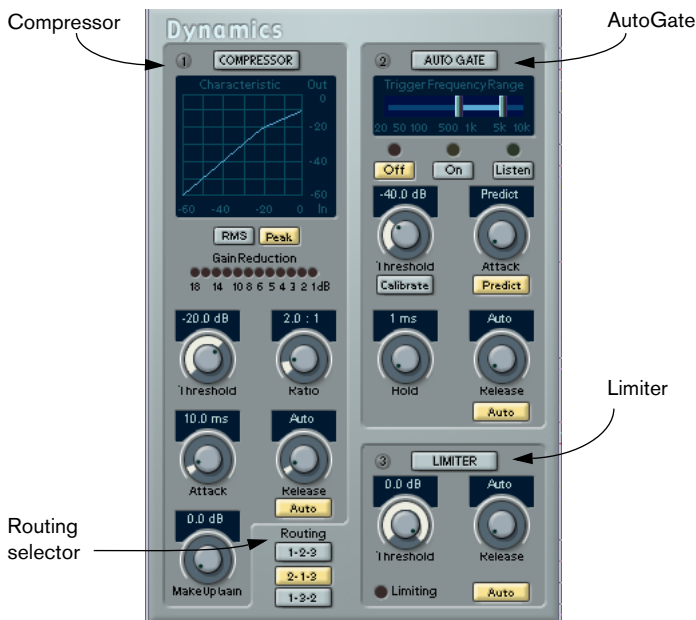 Compressor
AutoGate
Dynamics
1 COMPRESSOR
Characteristic Out
0
-20
-40
-60
-60 -40 -20 0 In
RMS Peak
Gain Reduction
18 14 10 8 6 5 4 3 2 1dB
-20.0 dB 2.0 : 1
Threshold Ratio
10.0 ms Auto
Attack Release
Auto
0.0 dB
MakeUpGain
Routing selector
Routing
1-2-3
2-1-3
1-3-2
2 AUTO GATE
Trigger Frequency Range
20 50 100 500 1k 5k 10k
Off On Listen
-40.0 dB Predict
Threshold Attack
Calibrate Predict
1 ms Auto
Hold Release
Auto
Limiter
3 LIMITER
0.0 dB Auto
Threshold Release
Limiting Auto